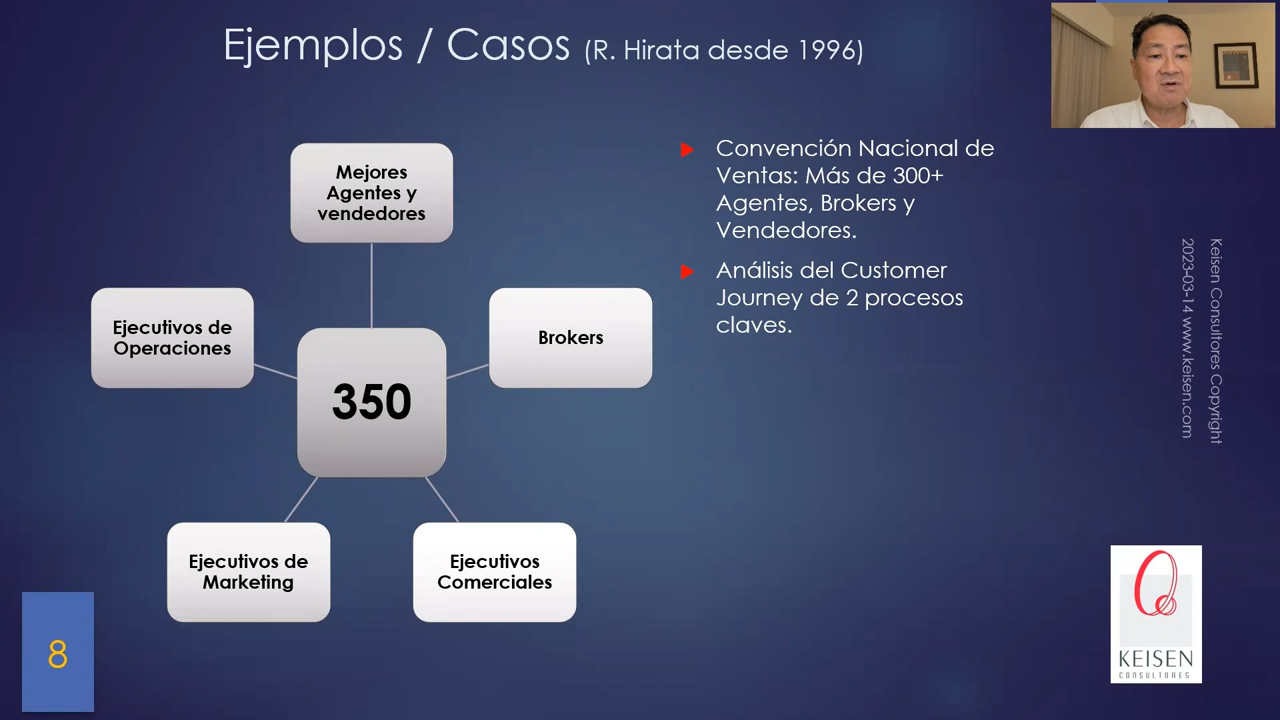 Ejemplos / Casos (R. Hirata desde 1996)
Mejores
Agentes y
vendedores
Ejecutivos de
Operaciones
Brokers
350
Ejecutivos de
Marketing
Ejecutivos
Comerciales
Convención Nacional de
Ventas: Más de 300+
Agentes, Brokers y
Vendedores.
Análisis del Customer
Journey de 2 procesos
claves.
Keisen Consultores Copyright
2023-03-14 www.keisen.com
KEISEN
CONSULTORES
8